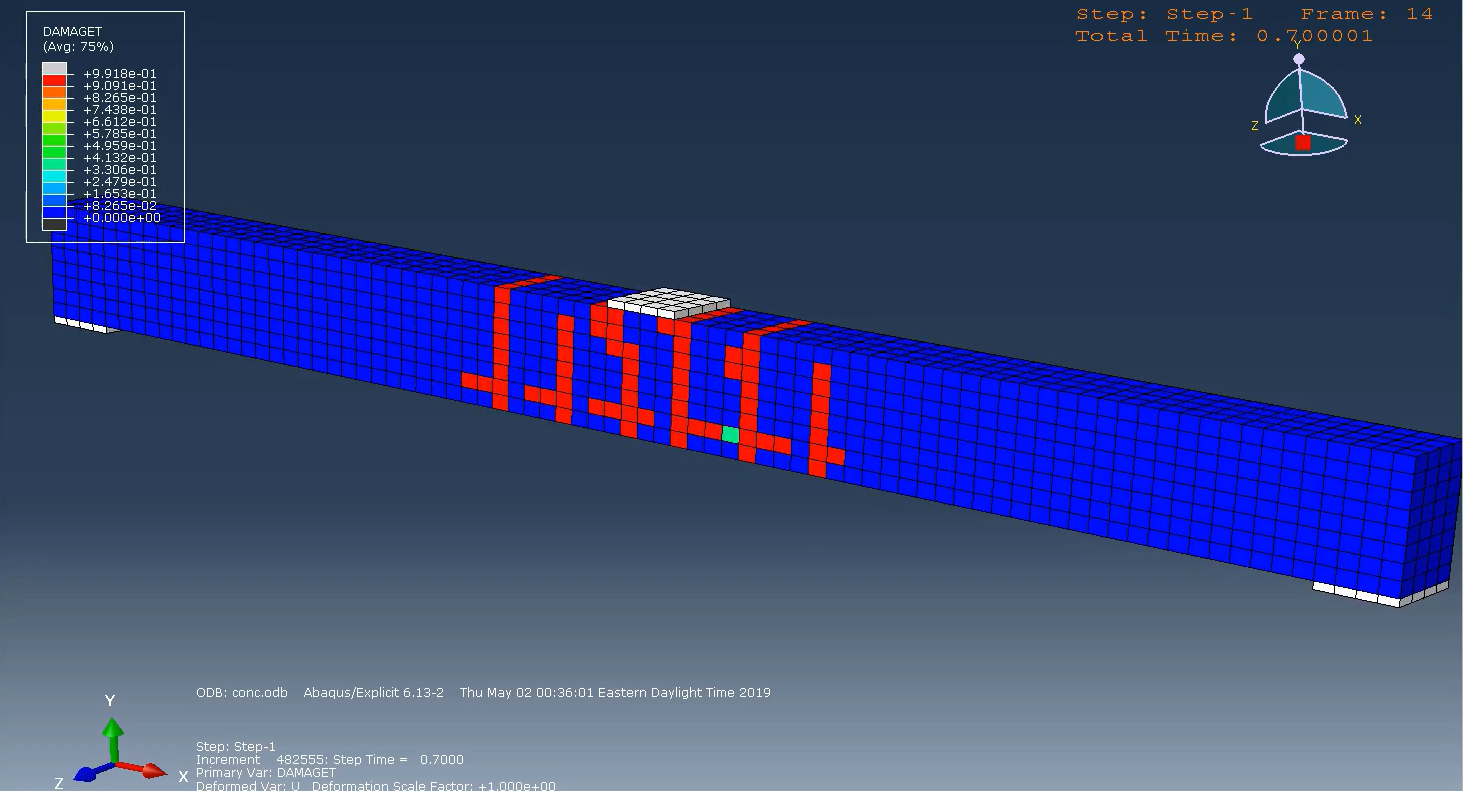 DAMAGET
(Avg: 75%)
+9.918e-01
+9.091e-01
+8.265e-01
+7.438e-01
+6.612e-01
+5.785e-01
+4.959e-01
+4.132e-01
+3.306e-01
+2.479e-01
+1.653e-01
+8.265e-02
+0.000e+00
Step: Step-1 Frame: 14
Total Time: 0.700001
Y
Z
X
ODB: conc.odb Abaqus/Explicit 6.13-2 Thu May 02 00:36:01 Eastern Daylight Time 2019
Y
Z
X
Step: Step-1
Increment 482555: Step Time = 0.7000
Primary Var: DAMAGET
Deformed Var: U Deformation Scale Factor: +1.000e+00